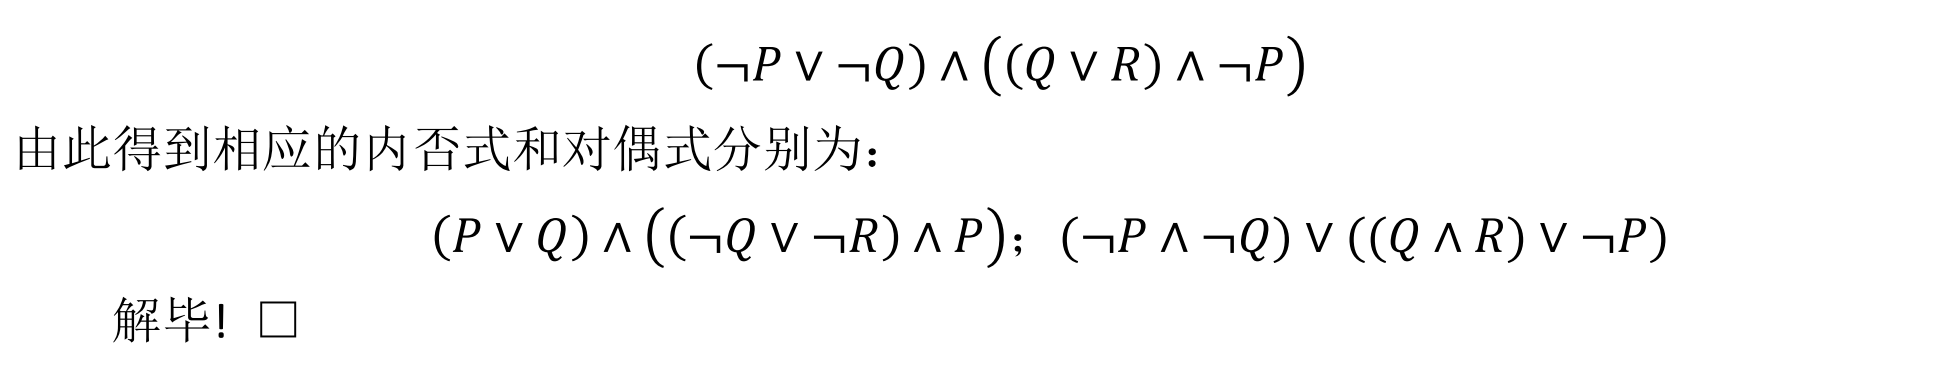 (¬P ∨ ¬Q) ∧ ((Q ∨ R) ∧ ¬P)
由此得到相应的内否式和对偶式分别为：
(P ∨ Q) ∧ ((¬Q ∨ ¬R) ∧ P)；(¬P ∧ ¬Q) ∨ ((Q ∧ R) ∨ ¬P)
解毕！□